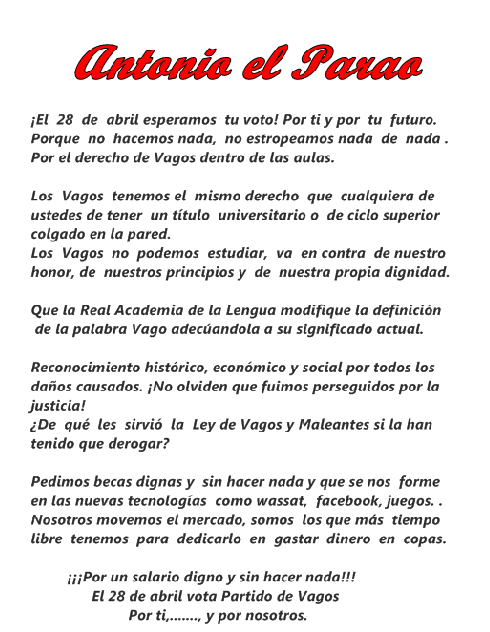 Antonio el Parao
¡El 28 de abril esperamos tu voto! Por ti y por tu futuro.
Porque no hacemos nada, no estropeamos nada de nada .
Por el derecho de Vagos dentro de las aulas.
Los Vagos tenemos el mismo derecho que cualquiera de
ustedes de tener un título universitario o de ciclo superior
colgado en la pared.
Los Vagos no podemos estudiar, va en contra de nuestro
honor, de nuestros principios y de nuestra propia dignidad.
Que la Real Academia de la Lengua modifique la definición
de la palabra Vago adecúandola a su significado actual.
Reconocimiento histórico, económico y social por todos los
daños causados. ¡No olviden que fuimos perseguidos por la
justicia!
¿De qué les sirvió la Ley de Vagos y Maleantes si la han
tenido que derogar?
Pedimos becas dignas y sin hacer nada y que se nos forme
en las nuevas tecnologías como wassat, facebook, juegos. .
Nosotros movemos el mercado, somos los que más tiempo
libre tenemos para dedicarlo en gastar dinero en copas.
¡¡¡Por un salario digno y sin hacer nada!!!
El 28 de abril vota Partido de Vagos
Por ti,......., y por nosotros.